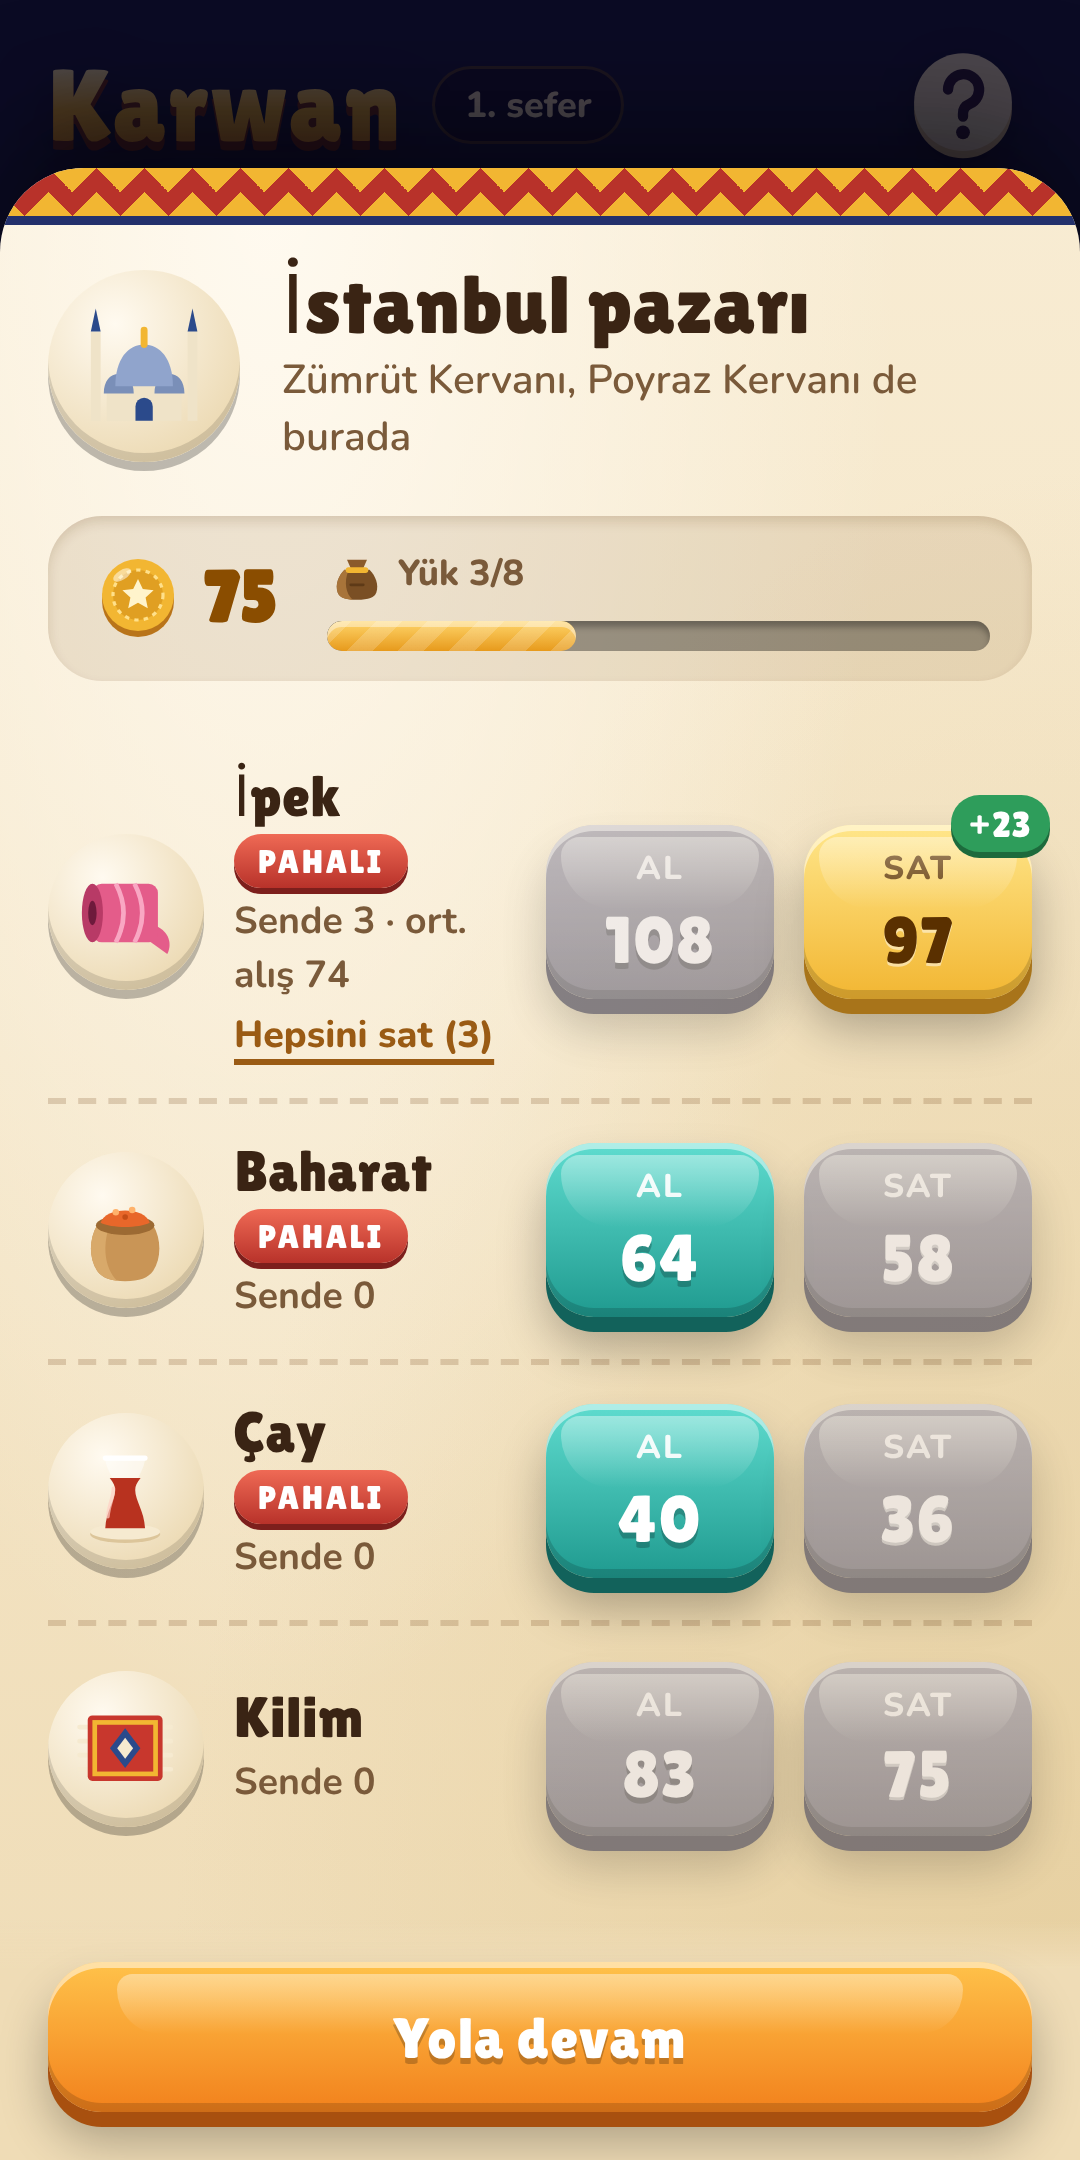 Karwan
1. sefer
?
İstanbul pazarı
Zümrüt Kervanı, Poyraz Kervanı de
burada
75
Yük 3/8
İpek
PAHALI
Sende 3 · ort.
alış 74
Hepsini sat (3)
AL
108
SAT
97
+23
Baharat
PAHALI
Sende 0
AL
64
SAT
58
Çay
PAHALI
Sende 0
AL
40
SAT
36
Kilim
Sende 0
AL
83
SAT
75
Yola devam